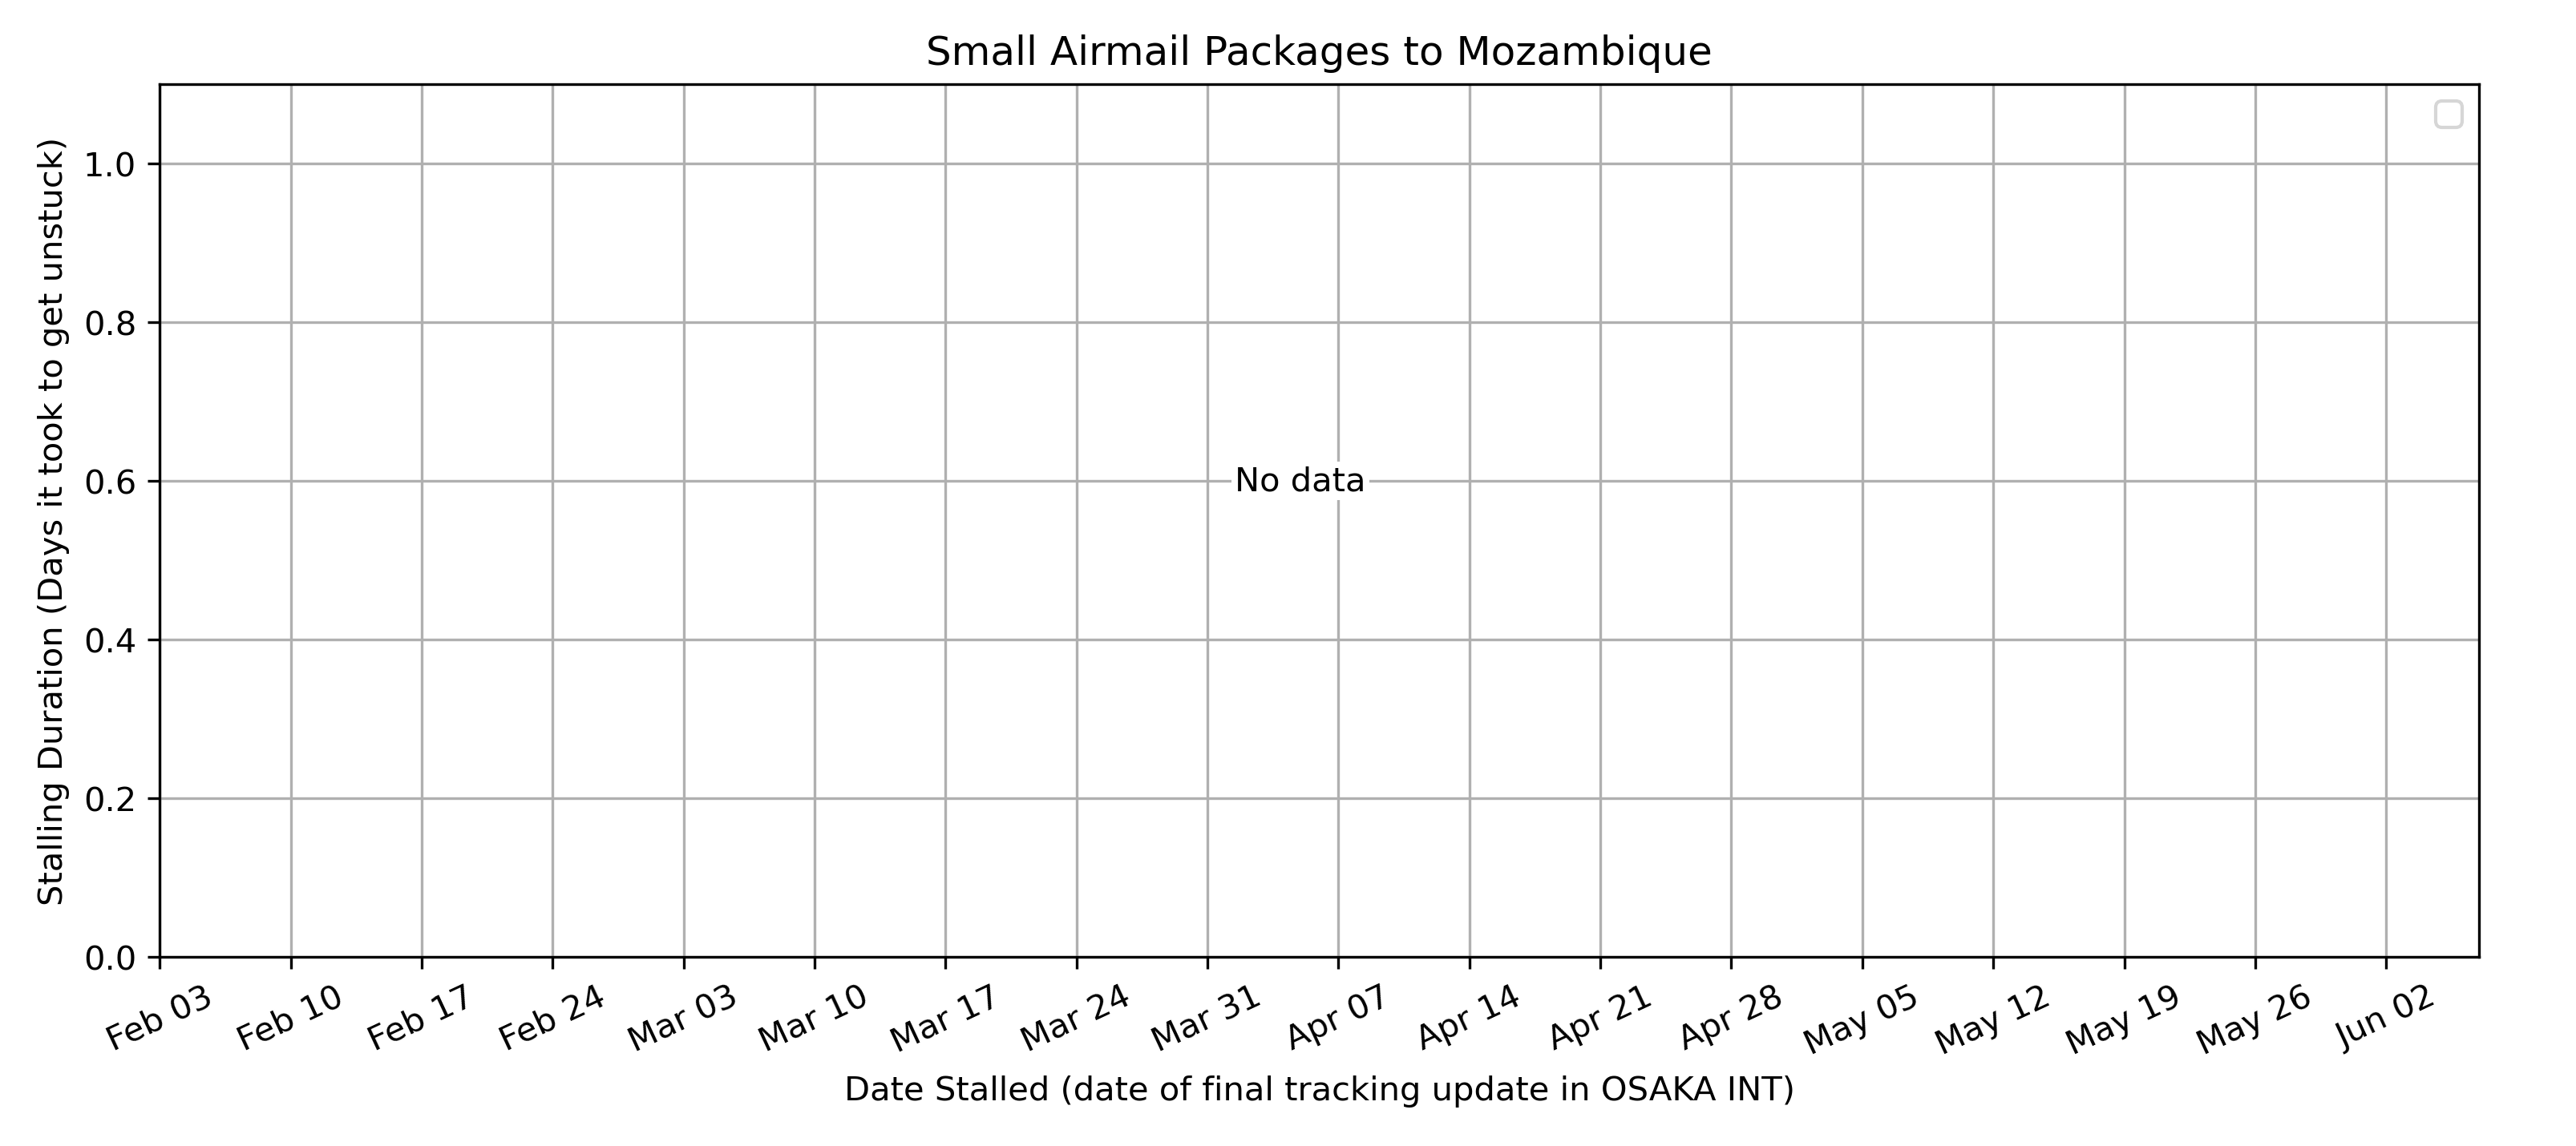 Small Airmail Packages to Mozambique
Stalling Duration (Days it took to get unstuck)
1.0
0.8
0.6
0.4
0.2
0.0
No data
Feb 03
Feb 10
Feb 17
Feb 24
Mar 03
Mar 10
Mar 17
Mar 24
Mar 31
Apr 07
Apr 14
Apr 21
Apr 28
May 05
May 12
May 19
May 26
Jun 02
Date Stalled (date of final tracking update in OSAKA INT)